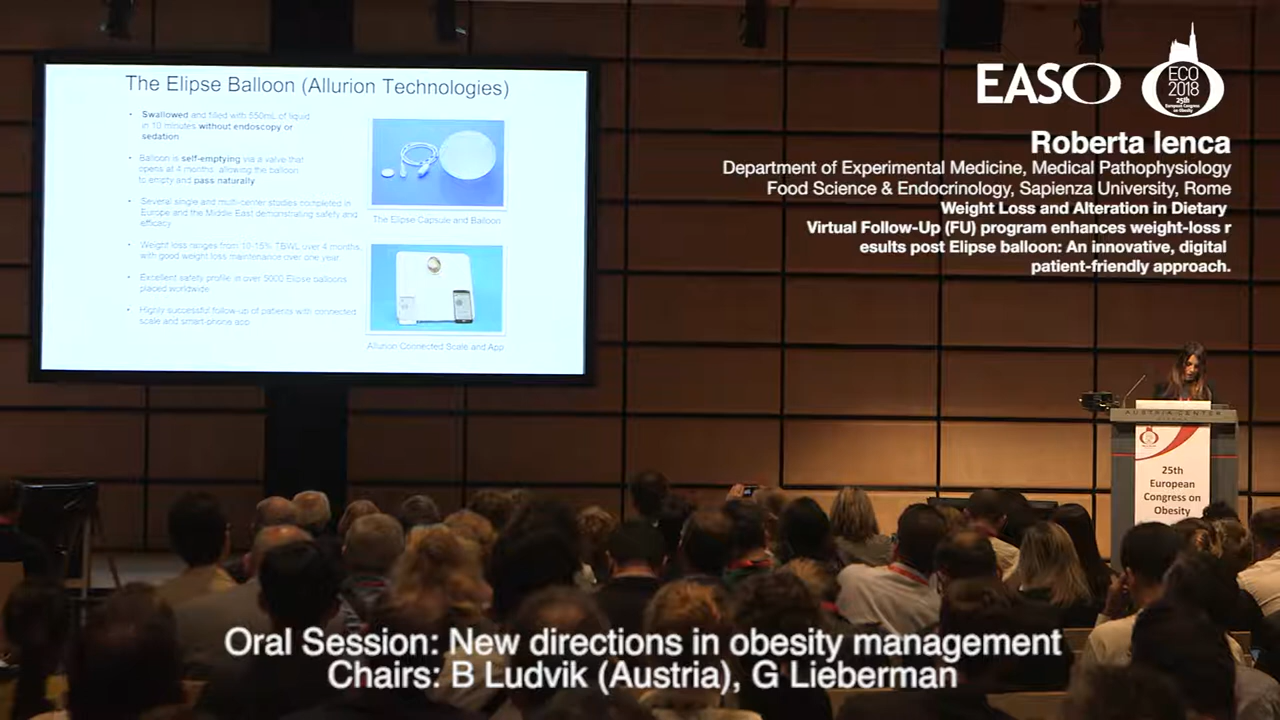 The Elipse Balloon (Allurion Technologies)
• Swallowed and filled with 550mL of liquid
in 10 minutes without endoscopy or
sedation
• Balloon is self-emptying via a valve that
opens at 4 months, allowing the balloon
to empty and pass naturally
• Several single and multi-center studies completed in
Europe and the Middle East demonstrating safety and
efficacy
• Weight loss ranges from 10-15% TBWL over 4 months,
with good weight loss maintenance over one year
• Excellent safety profile in over 5000 Elipse balloons
placed worldwide
• Highly successful follow-up of patients with connected
scale and smart-phone app
The Elipse Capsule and Balloon
Allurion Connected Scale and App
EASO
ECO
2018
25th
European Congress
on Obesity
Roberta Ienca
Department of Experimental Medicine, Medical Pathophysiology
Food Science & Endocrinology, Sapienza University, Rome
Weight Loss and Alteration in Dietary
Virtual Follow-Up (FU) program enhances weight-loss r
esults post Elipse balloon: An innovative, digital
patient-friendly approach.
AUSTRIA CENTER
25th
European
Congress on
Obesity
Oral Session: New directions in obesity management
Chairs: B Ludvik (Austria), G Lieberman